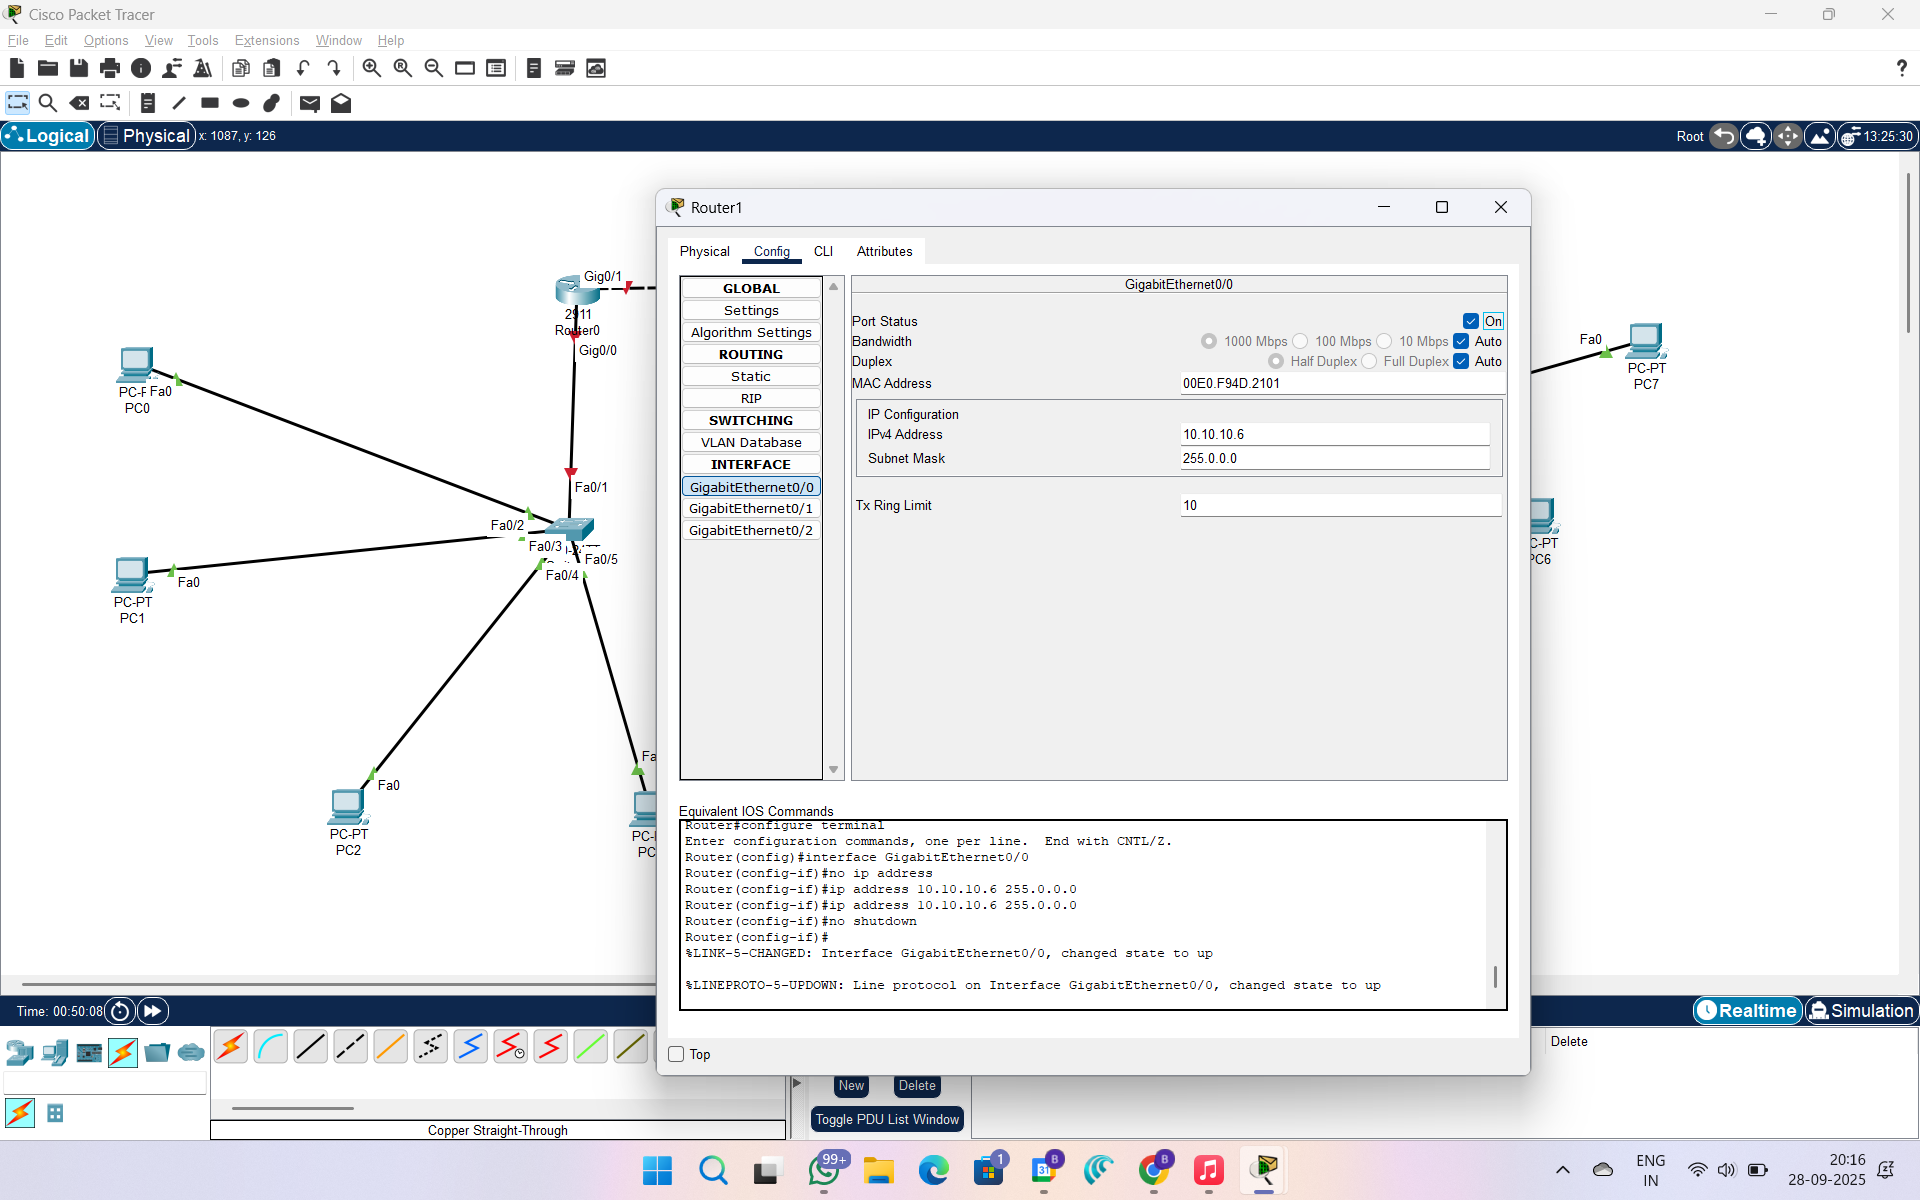 Cisco Packet Tracer
File Edit Options View Tools Extensions Window Help
Logical Physical x: 1087, y: 126
Root 13:25:30
Gig0/1
2911
Router0
Gig0/0
Fa0
PC0
Fa0/1
Fa0/2
Fa0/3
Fa0/5
Fa0/4
Fa0
PC-PT
PC1
Fa0
PC-PT
PC2
Fa0
PC-PT
PC7
Router1
Physical Config CLI Attributes
GLOBAL
Settings
Algorithm Settings
ROUTING
Static
RIP
SWITCHING
VLAN Database
INTERFACE
GigabitEthernet0/0
GigabitEthernet0/1
GigabitEthernet0/2
GigabitEthernet0/0
Port Status On
Bandwidth 1000 Mbps 100 Mbps 10 Mbps Auto
Duplex Half Duplex Full Duplex Auto
MAC Address 00E0.F94D.2101
IP Configuration
IPv4 Address 10.10.10.6
Subnet Mask 255.0.0.0
Tx Ring Limit 10
Equivalent IOS Commands
Router#configure terminal
Enter configuration commands, one per line. End with CNTL/Z.
Router(config)#interface GigabitEthernet0/0
Router(config-if)#no ip address
Router(config-if)#ip address 10.10.10.6 255.0.0.0
Router(config-if)#ip address 10.10.10.6 255.0.0.0
Router(config-if)#no shutdown
Router(config-if)#
%LINK-5-CHANGED: Interface GigabitEthernet0/0, changed state to up
%LINEPROTO-5-UPDOWN: Line protocol on Interface GigabitEthernet0/0, changed state to up
Top
Time: 00:50:08
Realtime Simulation
Delete
New Delete
Toggle PDU List Window
Copper Straight-Through
99+
1
31
B
B
ENG
IN
20:16
28-09-2025